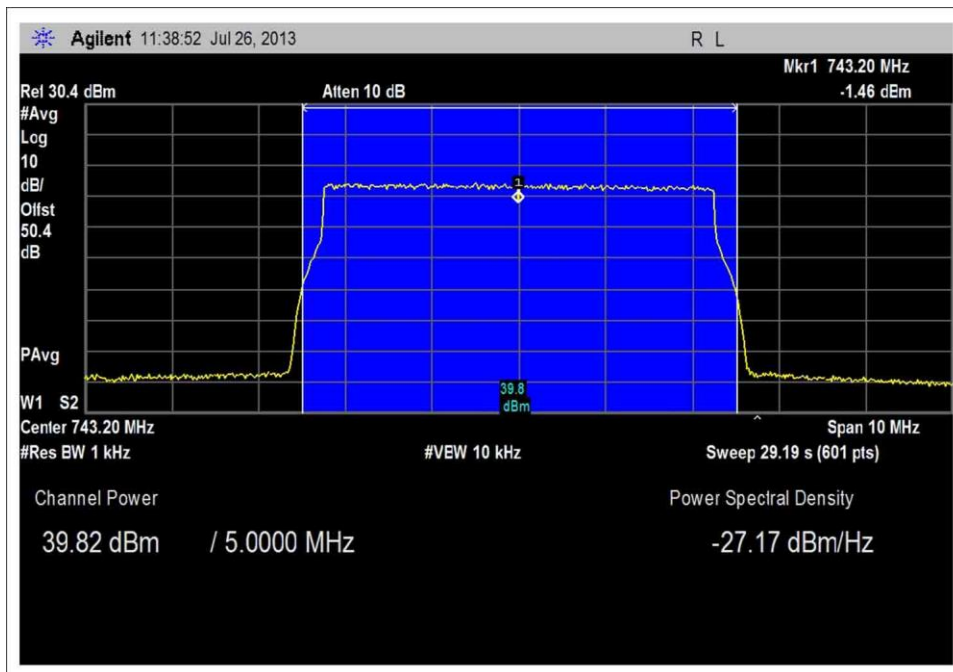 Agilent 11:38:52 Jul 26, 2013 R L
Mkr1 743.20 MHz
Ref 30.4 dBm Atten 10 dB -1.46 dBm
#Avg
Log
10
dB/
Offst
50.4
dB
1
PAvg
39.8
dBm
W1 S2
Center 743.20 MHz Span 10 MHz
#Res BW 1 kHz #VBW 10 kHz Sweep 29.19 s (601 pts)
Channel Power Power Spectral Density
39.82 dBm / 5.0000 MHz -27.17 dBm/Hz